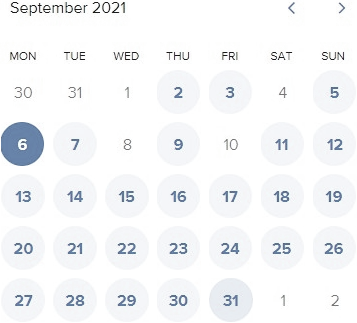 September 2021
MON TUE WED THU FRI SAT SUN
30 31 1 2 3 4 5
6 7 8 9 10 11 12
13 14 15 16 17 18 19
20 21 22 23 24 25 26
27 28 29 30 31 1 2